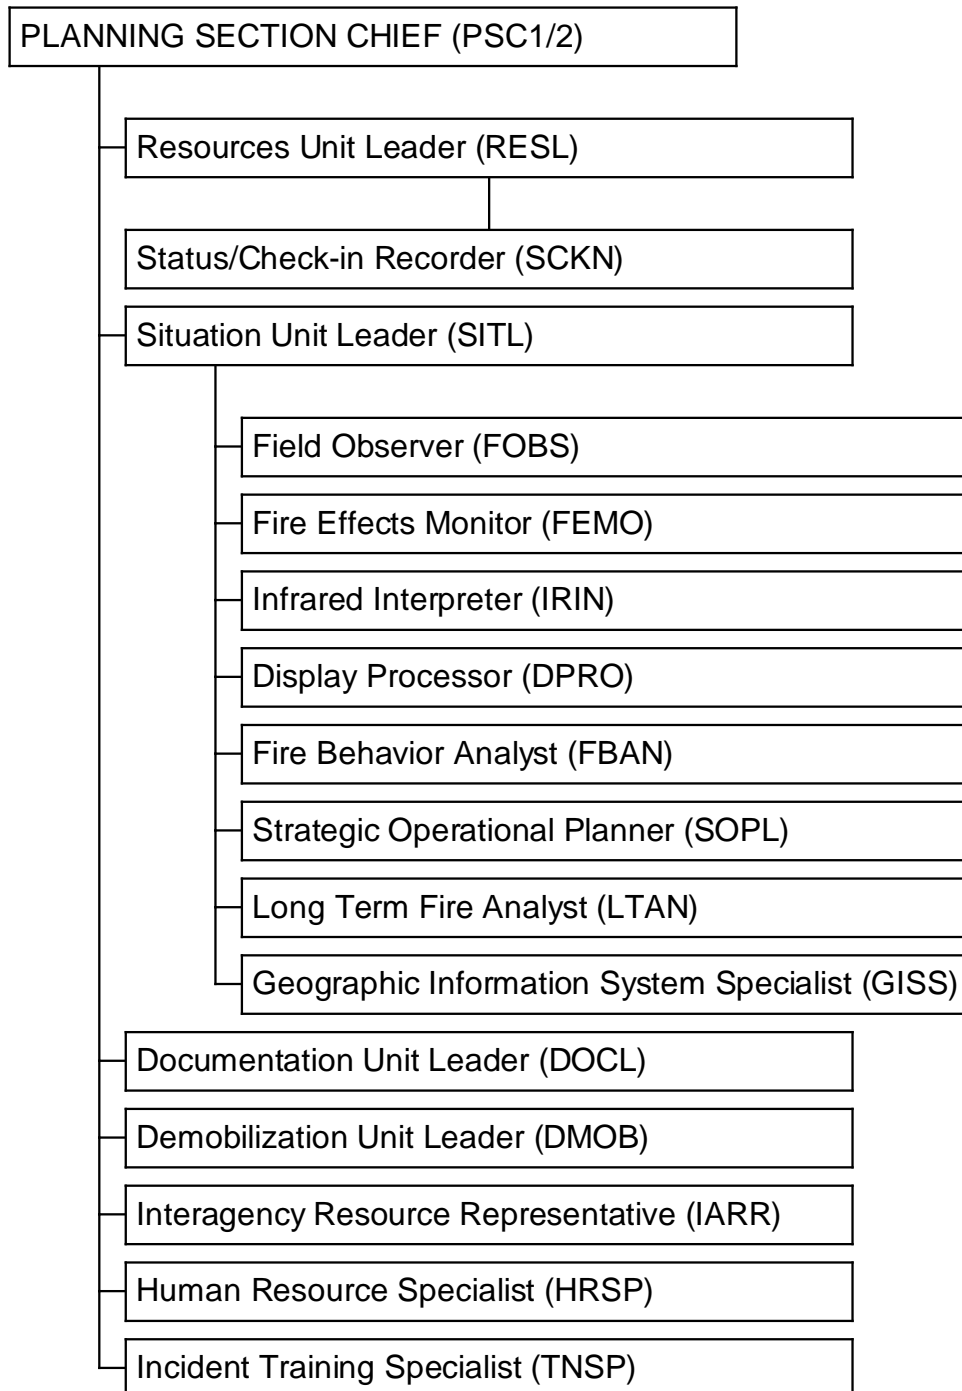 PLANNING SECTION CHIEF (PSC1/2)
Resources Unit Leader (RESL)
Status/Check-in Recorder (SCKN)
Situation Unit Leader (SITL)
Field Observer (FOBS)
Fire Effects Monitor (FEMO)
Infrared Interpreter (IRIN)
Display Processor (DPRO)
Fire Behavior Analyst (FBAN)
Strategic Operational Planner (SOPL)
Long Term Fire Analyst (LTAN)
Geographic Information System Specialist (GISS)
Documentation Unit Leader (DOCL)
Demobilization Unit Leader (DMOB)
Interagency Resource Representative (IARR)
Human Resource Specialist (HRSP)
Incident Training Specialist (TNSP)